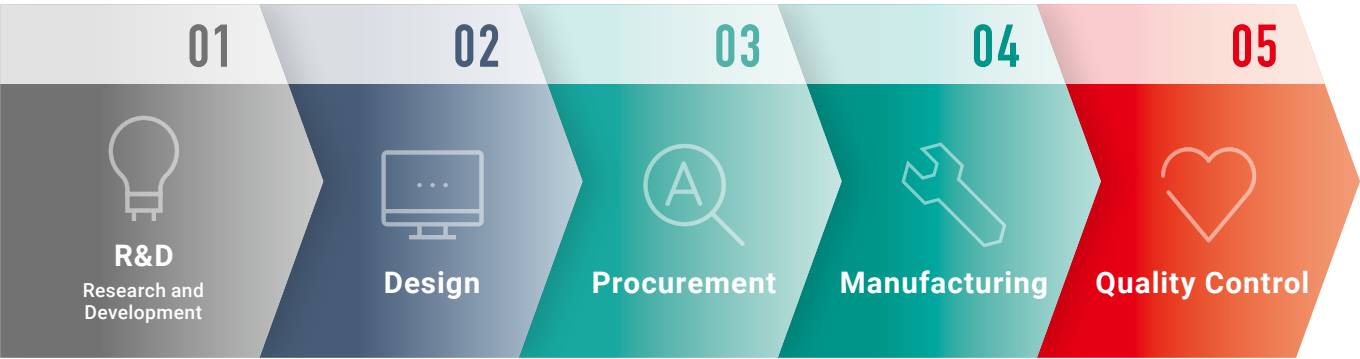 01
R&D
Research and
Development
02
Design
03
A
Procurement
04
Manufacturing
05
Quality Control